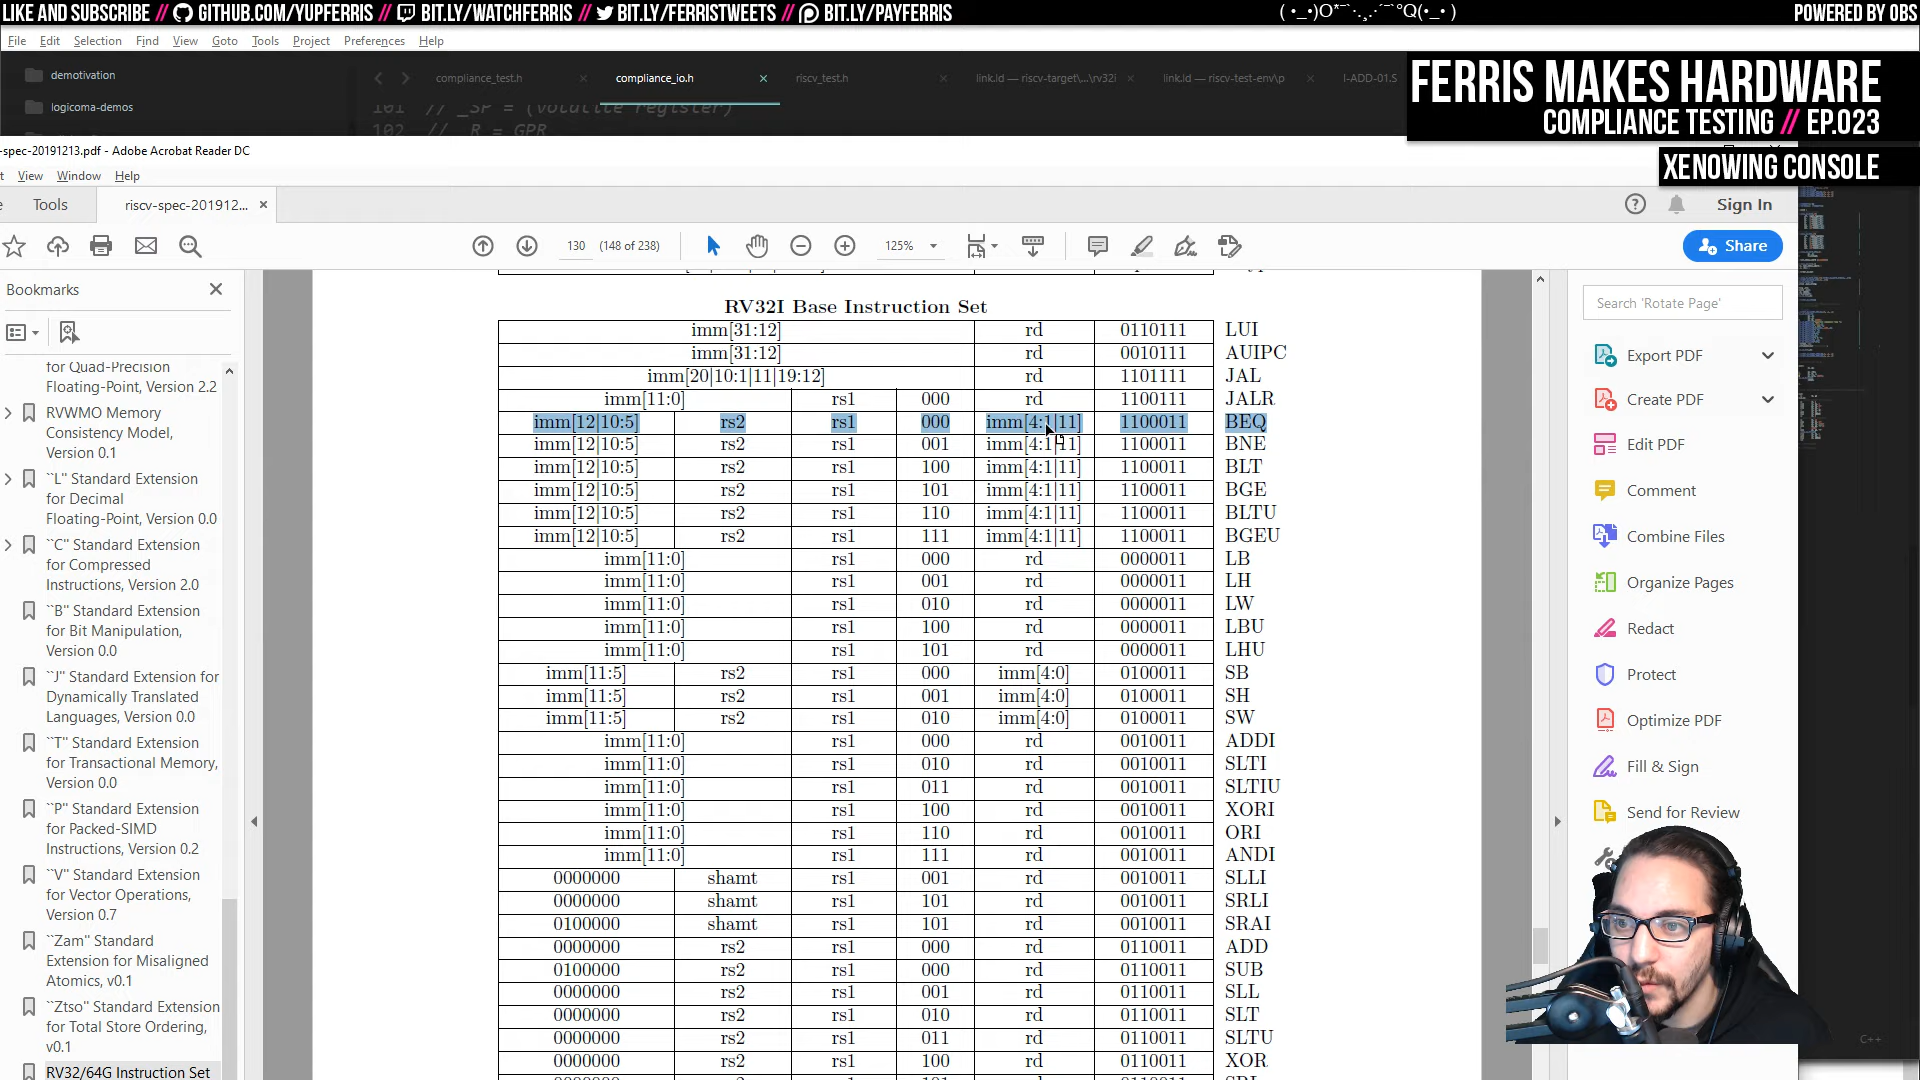 LIKE AND SUBSCRIBE // GITHUB.COM/YUPFERRIS // BIT.LY/WATCHFERRIS // BIT.LY/FERRISTWEETS // BIT.LY/PAYFERRIS
POWERED BY OBS
File Edit Selection Find View Goto Tools Project Preferences Help
demotivation
logicoma-demos
compliance_test.h × compliance_io.h × riscv_test.h × link.ld — riscv-target\...\rv32i × link.ld — riscv-test-env\p × I-ADD-01.S
101 // _SP = (volatile register)
102 // _R = GPR
FERRIS MAKES HARDWARE
COMPLIANCE TESTING // EP.023
XENOWING CONSOLE
-spec-20191213.pdf - Adobe Acrobat Reader DC
t View Window Help
Tools riscv-spec-201912... ×
Sign In
130 (148 of 238) 125%
Share
Bookmarks ×
for Quad-Precision
Floating-Point, Version 2.2
RVWMO Memory
Consistency Model,
Version 0.1
``L" Standard Extension
for Decimal
Floating-Point, Version 0.0
``C" Standard Extension
for Compressed
Instructions, Version 2.0
``B" Standard Extension
for Bit Manipulation,
Version 0.0
``J" Standard Extension for
Dynamically Translated
Languages, Version 0.0
``T" Standard Extension
for Transactional Memory,
Version 0.0
``P" Standard Extension
for Packed-SIMD
Instructions, Version 0.2
``V" Standard Extension
for Vector Operations,
Version 0.7
``Zam" Standard
Extension for Misaligned
Atomics, v0.1
``Ztso" Standard Extension
for Total Store Ordering,
v0.1
RV32/64G Instruction Set
RV32I Base Instruction Set
imm[31:12] rd 0110111 LUI
imm[31:12] rd 0010111 AUIPC
imm[20|10:1|11|19:12] rd 1101111 JAL
imm[11:0] rs1 000 rd 1100111 JALR
imm[12|10:5] rs2 rs1 000 imm[4:1|11] 1100011 BEQ
imm[12|10:5] rs2 rs1 001 imm[4:1|11] 1100011 BNE
imm[12|10:5] rs2 rs1 100 imm[4:1|11] 1100011 BLT
imm[12|10:5] rs2 rs1 101 imm[4:1|11] 1100011 BGE
imm[12|10:5] rs2 rs1 110 imm[4:1|11] 1100011 BLTU
imm[12|10:5] rs2 rs1 111 imm[4:1|11] 1100011 BGEU
imm[11:0] rs1 000 rd 0000011 LB
imm[11:0] rs1 001 rd 0000011 LH
imm[11:0] rs1 010 rd 0000011 LW
imm[11:0] rs1 100 rd 0000011 LBU
imm[11:0] rs1 101 rd 0000011 LHU
imm[11:5] rs2 rs1 000 imm[4:0] 0100011 SB
imm[11:5] rs2 rs1 001 imm[4:0] 0100011 SH
imm[11:5] rs2 rs1 010 imm[4:0] 0100011 SW
imm[11:0] rs1 000 rd 0010011 ADDI
imm[11:0] rs1 010 rd 0010011 SLTI
imm[11:0] rs1 011 rd 0010011 SLTIU
imm[11:0] rs1 100 rd 0010011 XORI
imm[11:0] rs1 110 rd 0010011 ORI
imm[11:0] rs1 111 rd 0010011 ANDI
0000000 shamt rs1 001 rd 0010011 SLLI
0000000 shamt rs1 101 rd 0010011 SRLI
0100000 shamt rs1 101 rd 0010011 SRAI
0000000 rs2 rs1 000 rd 0110011 ADD
0100000 rs2 rs1 000 rd 0110011 SUB
0000000 rs2 rs1 001 rd 0110011 SLL
0000000 rs2 rs1 010 rd 0110011 SLT
0000000 rs2 rs1 011 rd 0110011 SLTU
0000000 rs2 rs1 100 rd 0110011 XOR
Search 'Rotate Page'
Export PDF
Create PDF
Edit PDF
Comment
Combine Files
Organize Pages
Redact
Protect
Optimize PDF
Fill & Sign
Send for Review
C++